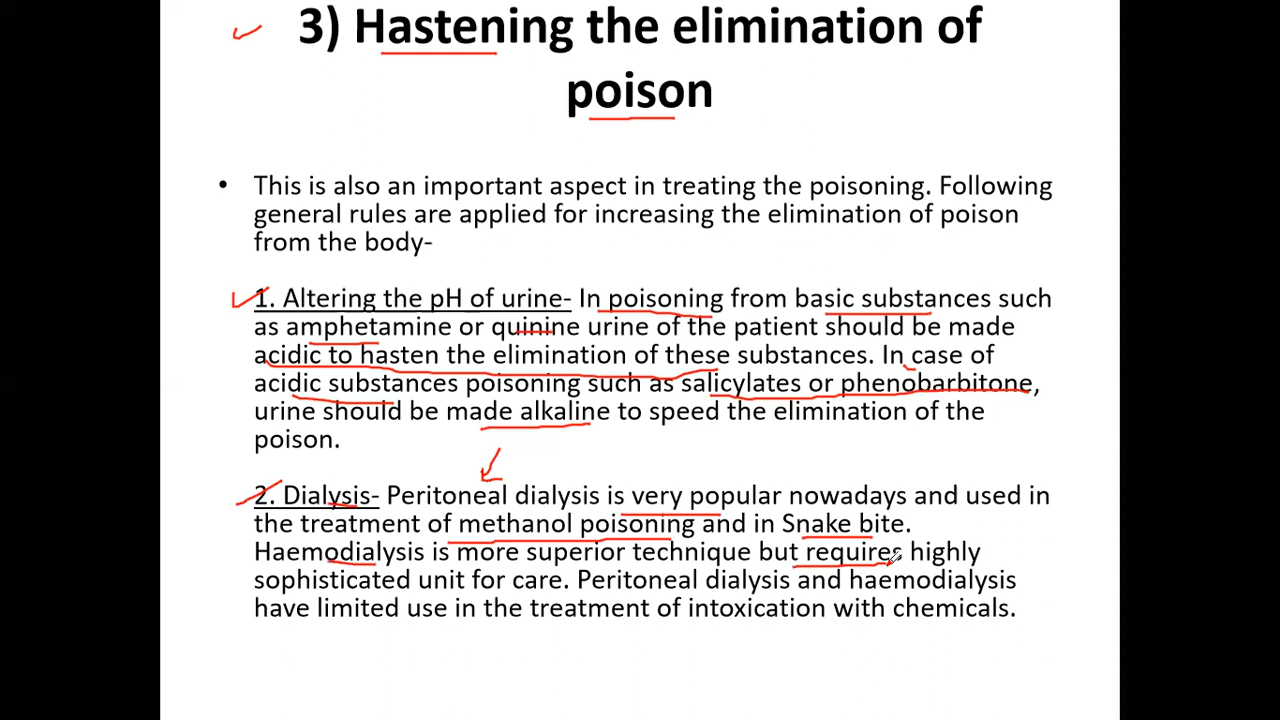 3) Hastening the elimination of
poison
• This is also an important aspect in treating the poisoning. Following
general rules are applied for increasing the elimination of poison
from the body-
1. Altering the pH of urine- In poisoning from basic substances such
as amphetamine or quinine urine of the patient should be made
acidic to hasten the elimination of these substances. In case of
acidic substances poisoning such as salicylates or phenobarbitone,
urine should be made alkaline to speed the elimination of the
poison.
2. Dialysis- Peritoneal dialysis is very popular nowadays and used in
the treatment of methanol poisoning and in Snake bite.
Haemodialysis is more superior technique but requires highly
sophisticated unit for care. Peritoneal dialysis and haemodialysis
have limited use in the treatment of intoxication with chemicals.